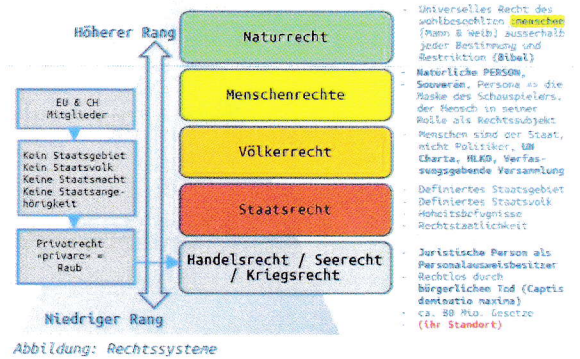 Höherer Rang
Naturrecht
Menschenrechte
Völkerrecht
Staatsrecht
Handelsrecht / Seerecht
/ Kriegsrecht
Niedriger Rang
EU & CH
Mitglieder
Kein Staatsgebiet
Kein Staatsvolk
Keine Staatsmacht
Keine Staatsange-
hörigkeit
Privatrecht
«privare» =
Raub
- Universelles Recht des
wohlbeseelten :menschen
(Mann & Weib) ausserhalb
jeder Bestimmung und
Restriktion (Bibel)
- Natürliche PERSON,
Souverän, Persona => die
Maske des Schauspielers,
der Mensch in seiner
Rolle als Rechtssubjekt
- Menschen sind der Staat,
nicht Politiker, UN
Charta, HLKO, Verfas-
sungsgebende Versammlung
- Definiertes Staatsgebiet
- Definiertes Staatsvolk
- Hoheitsbefugnisse
- Rechtstaatlichkeit
- Juristische Person als
Personalausweisbesitzer
- Rechtlos durch
bürgerlichen Tod (Captis
deminutio maxima)
- ca. 80 Mio. Gesetze
- (ihr Standort)
Abbildung: Rechtssysteme